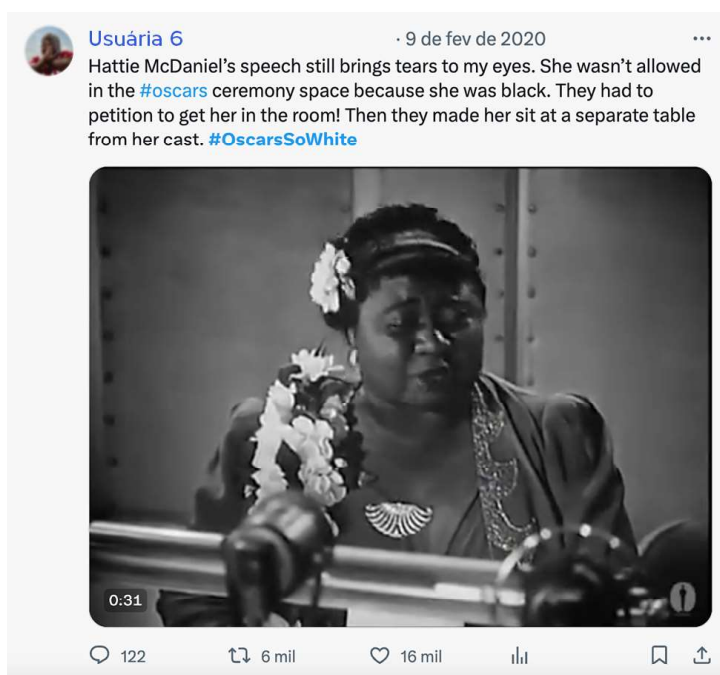 Usuária 6 · 9 de fev de 2020
Hattie McDaniel’s speech still brings tears to my eyes. She wasn’t allowed
in the #oscars ceremony space because she was black. They had to
petition to get her in the room! Then they made her sit at a separate table
from her cast. #OscarsSoWhite
0:31
122 6 mil 16 mil